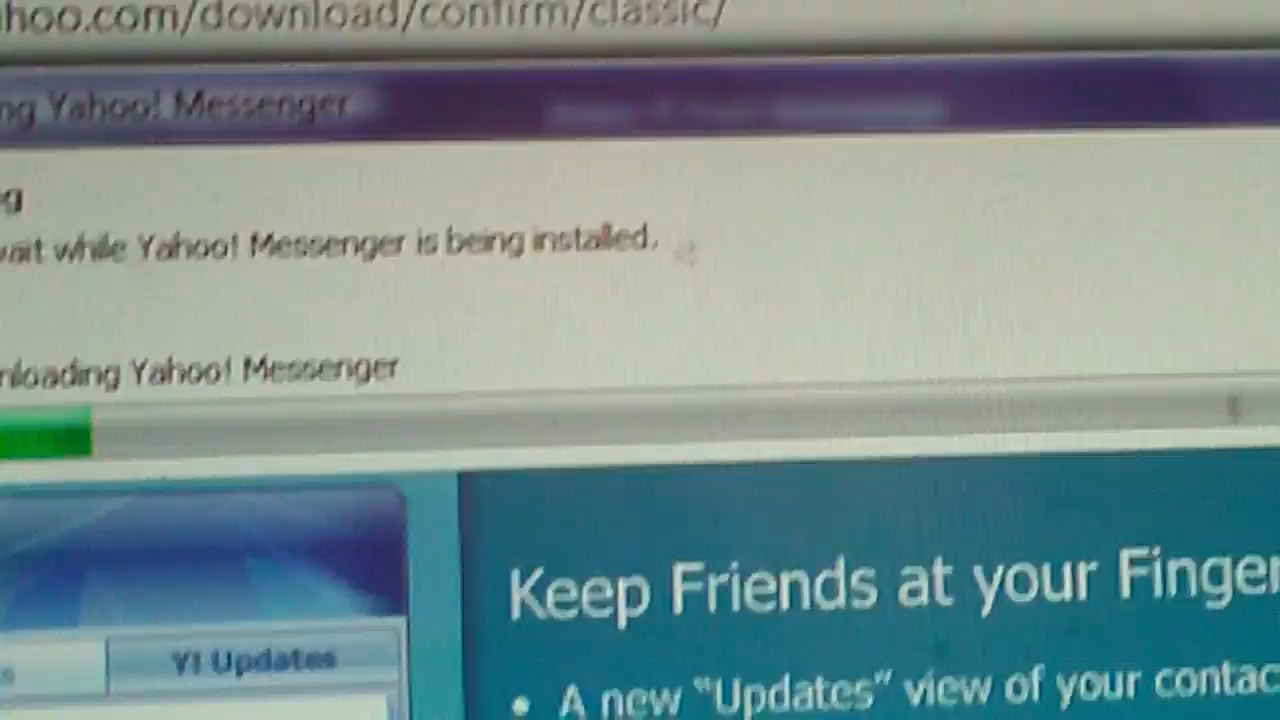 hoo.com/download/confirm/classic/
ng Yahoo! Messenger
g
wait while Yahoo! Messenger is being installed.
nloading Yahoo! Messenger
Keep Friends at your Finger
Y! Updates
• A new "Updates" view of your contac